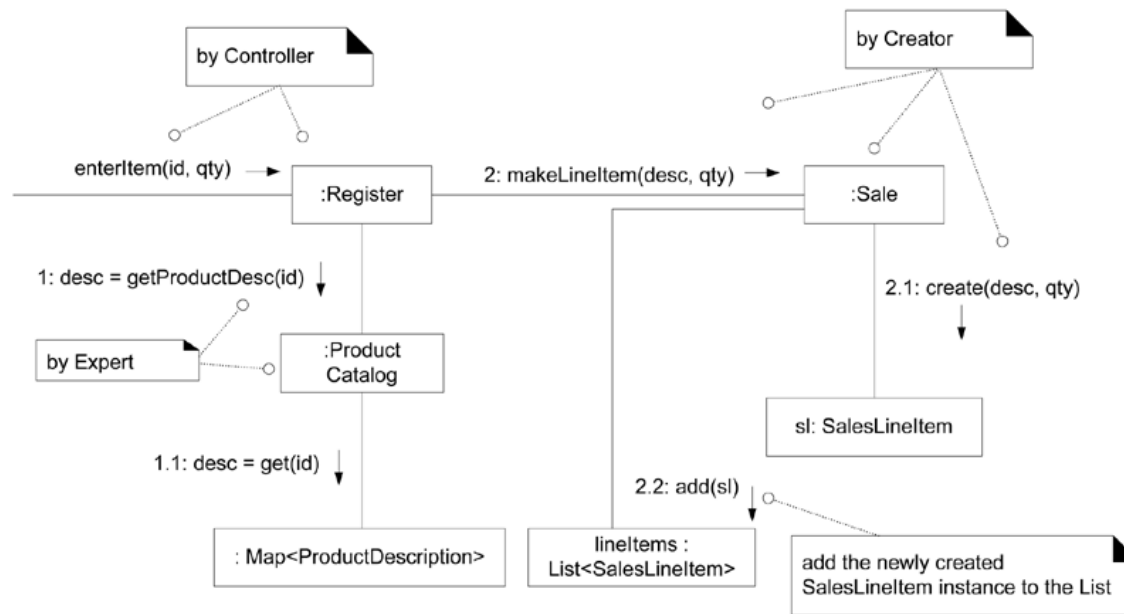 by Controller
by Creator
enterItem(id, qty)
2: makeLineItem(desc, qty)
:Register
:Sale
1: desc = getProductDesc(id)
2.1: create(desc, qty)
by Expert
:Product
Catalog
sl: SalesLineItem
1.1: desc = get(id)
2.2: add(sl)
: Map<ProductDescription>
lineItems :
List<SalesLineItem>
add the newly created
SalesLineItem instance to the List